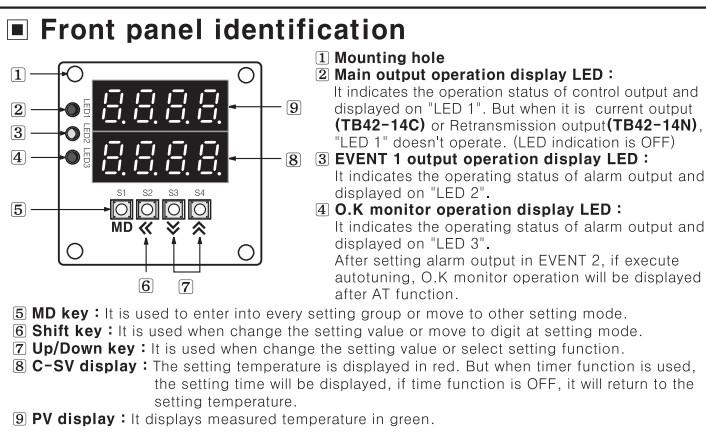 ▣ Front panel identification
1 Mounting hole
2 Main output operation display LED :
It indicates the operation status of control output and
displayed on "LED 1". But when it is current output
(TB42-14C) or Retransmission output(TB42-14N),
"LED 1" doesn't operate. (LED indication is OFF)
3 EVENT 1 output operation display LED :
It indicates the operating status of alarm output and
displayed on "LED 2".
4 O.K monitor operation display LED :
It indicates the operating status of alarm output and
displayed on "LED 3".
After setting alarm output in EVENT 2, if execute
autotuning, O.K monitor operation will be displayed
after AT function.
1
2
3
4
5
6
7
8
9
LED1
LED2
LED3
8.8.8.8.
8.8.8.8.
S1 S2 S3 S4
MD
5 MD key : It is used to enter into every setting group or move to other setting mode.
6 Shift key : It is used when change the setting value or move to digit at setting mode.
7 Up/Down key : It is used when change the setting value or select setting function.
8 C-SV display : The setting temperature is displayed in red. But when timer function is used,
the setting time will be displayed, if time function is OFF, it will return to the
setting temperature.
9 PV display : It displays measured temperature in green.